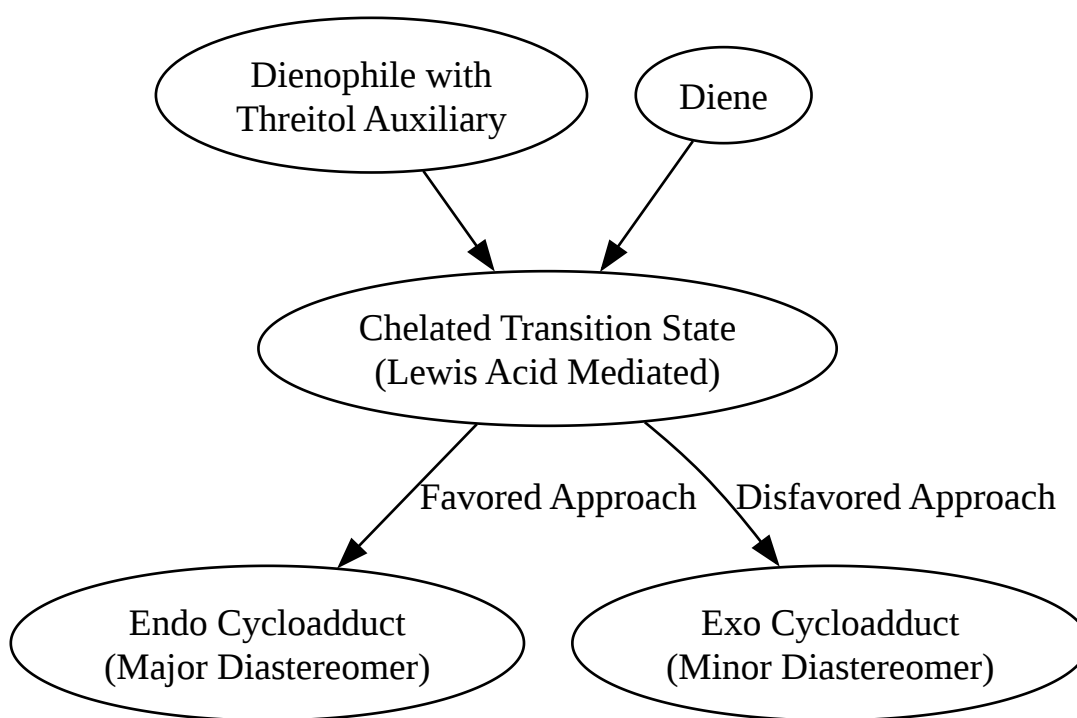 Dienophile with
Threitol Auxiliary
Diene
Chelated Transition State
(Lewis Acid Mediated)
Favored Approach
Disfavored Approach
Endo Cycloadduct
(Major Diastereomer)
Exo Cycloadduct
(Minor Diastereomer)